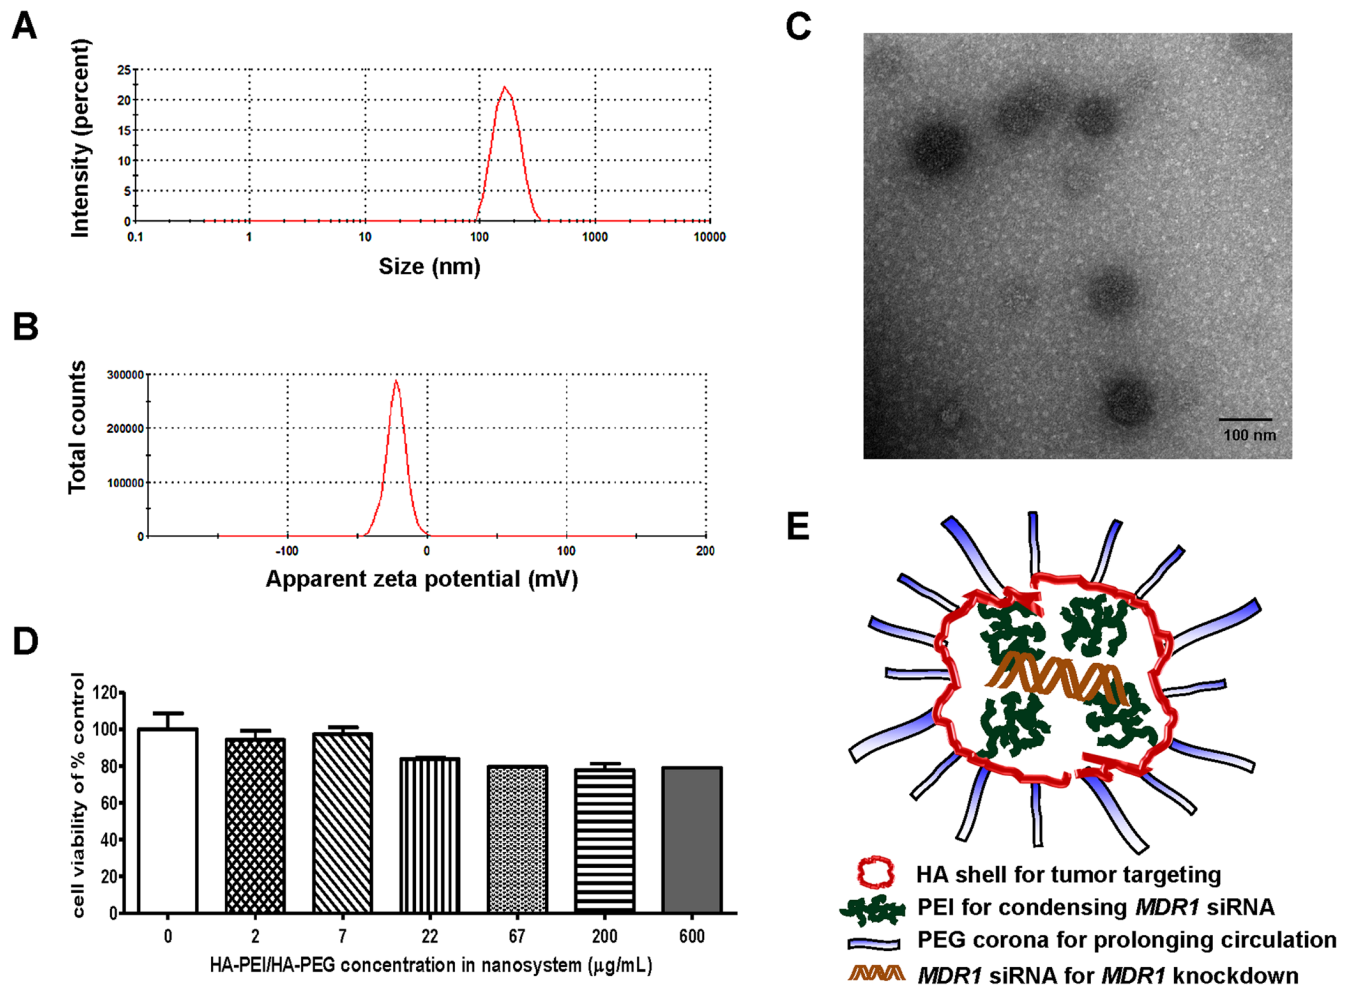 A
Intensity (percent)
25
20
15
10
5
0
0.1 1 10 100 1000 10000
Size (nm)
B
Total counts
300000
200000
100000
0
-100 0 100 200
Apparent zeta potential (mV)
C
100 nm
D
cell viability of % control
120
100
80
60
40
20
0
0 2 7 22 67 200 600
HA-PEI/HA-PEG concentration in nanosystem (μg/mL)
E
HA shell for tumor targeting
PEI for condensing MDR1 siRNA
PEG corona for prolonging circulation
MDR1 siRNA for MDR1 knockdown